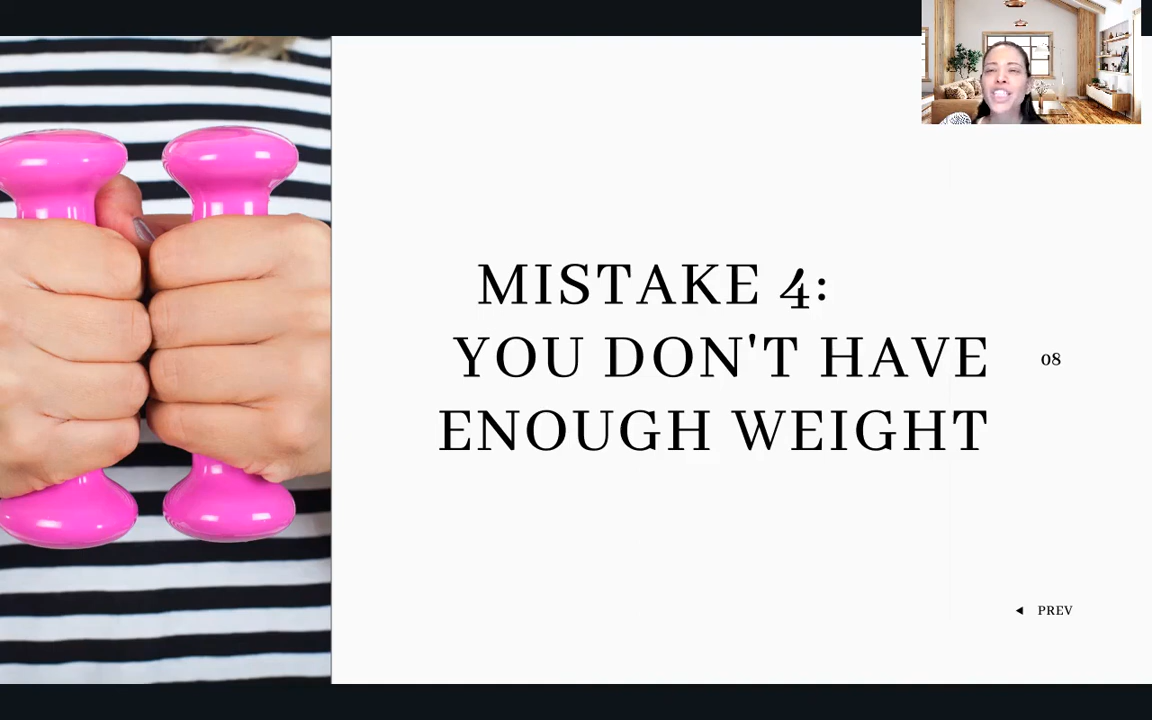 MISTAKE 4:
YOU DON'T HAVE
ENOUGH WEIGHT
08
◄ PREV